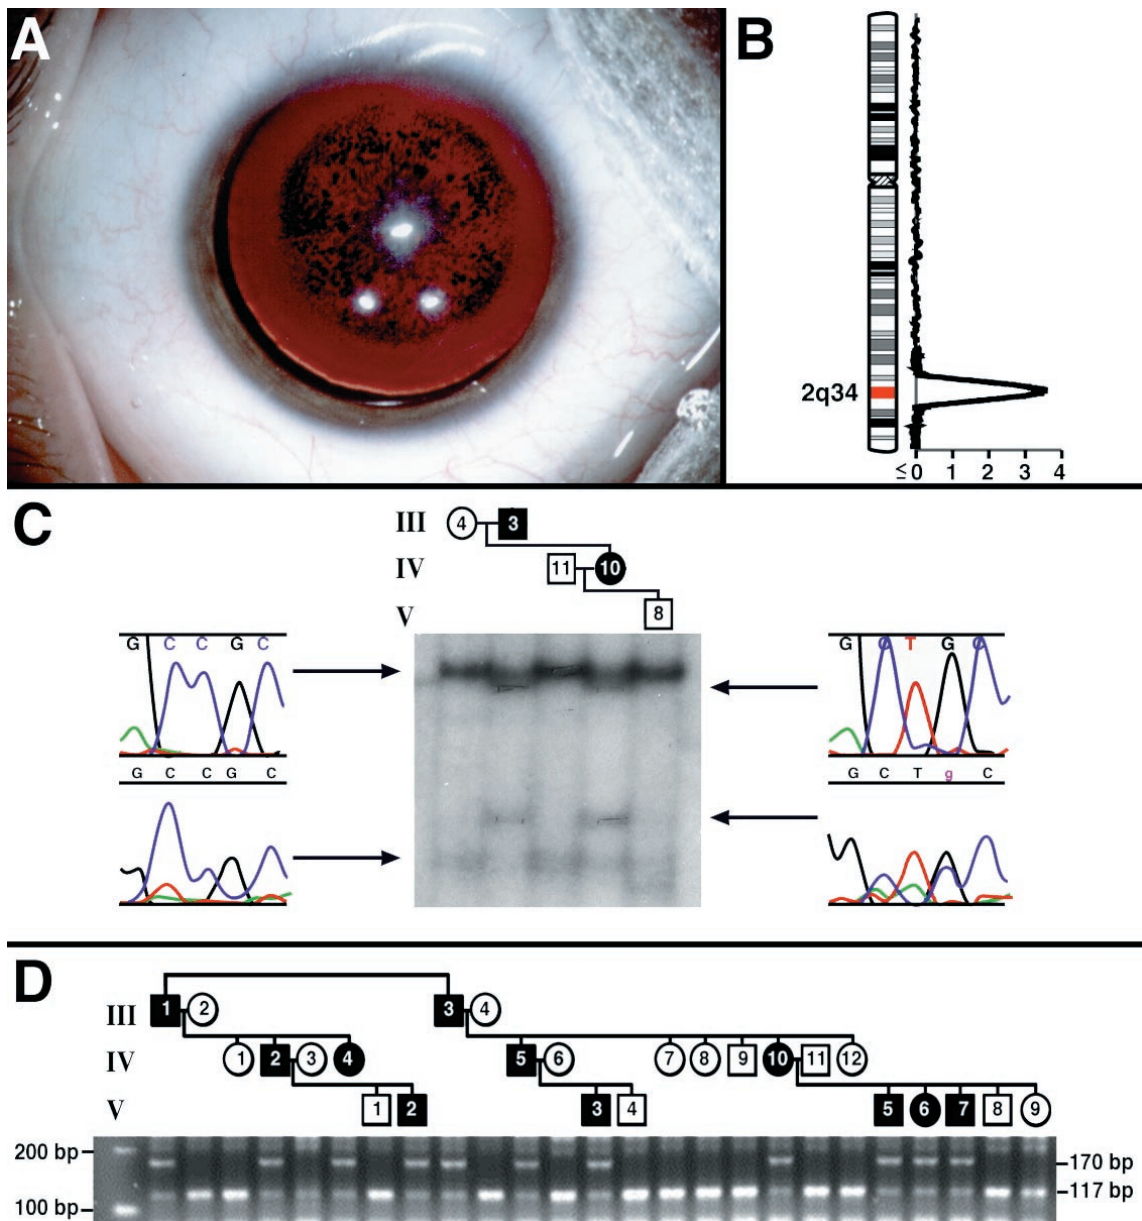 A
B
2q34
≤0 1 2 3 4
C
III 4 3
IV 11 10
V 8
G C C G C
G C T G C
G C C G C
G C T g C
D
III 1 2 3 4
IV 1 2 3 4 5 6 7 8 9 10 11 12
V 1 2 3 4 5 6 7 8 9
200 bp
170 bp
117 bp
100 bp